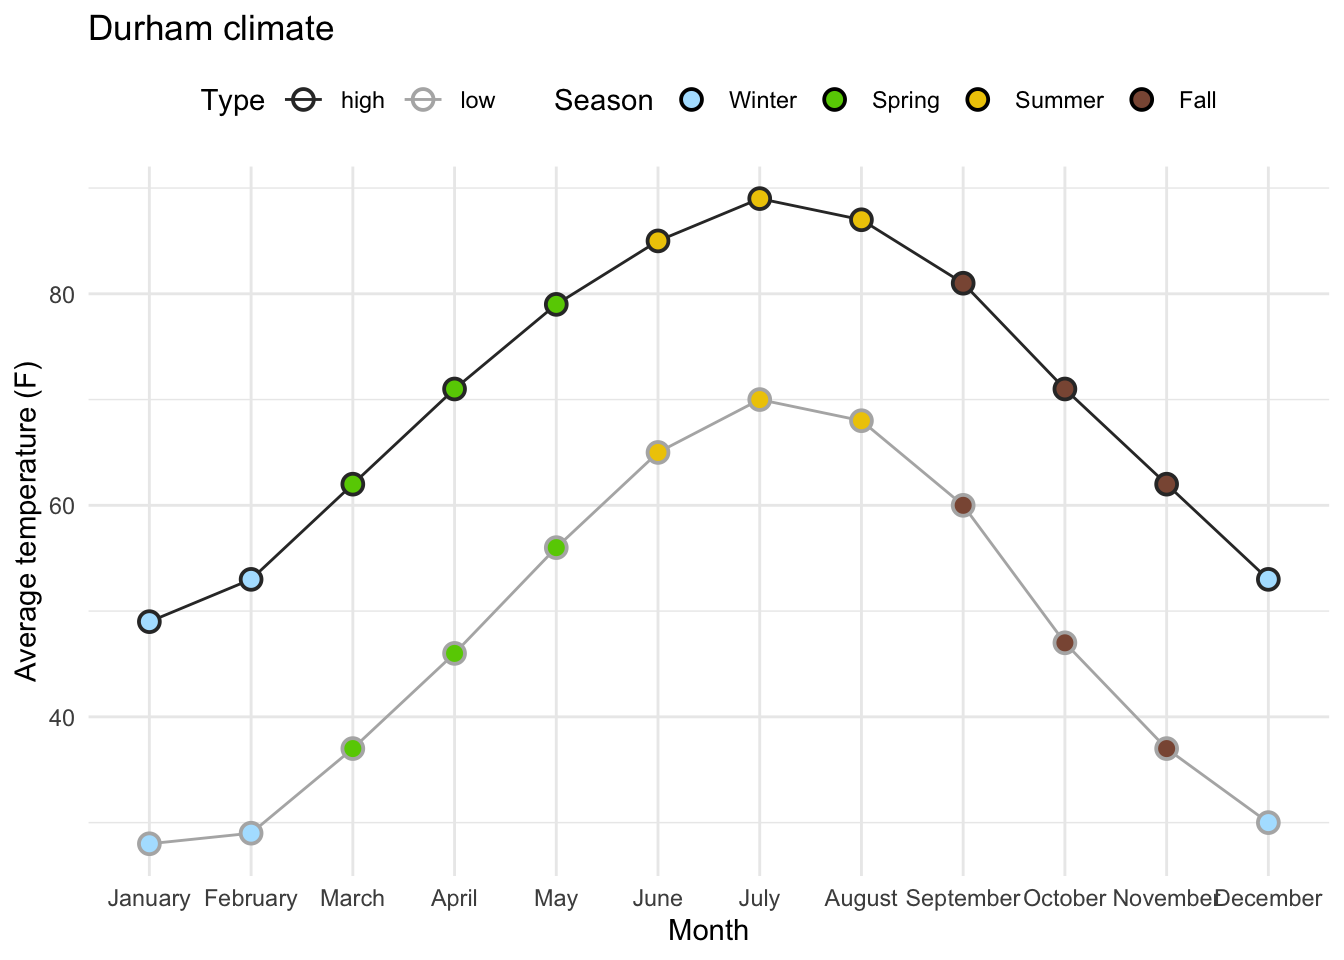 Durham climate
Type high low Season Winter Spring Summer Fall
Average temperature (F)
80
60
40
January February March April May June July August September October November December
Month